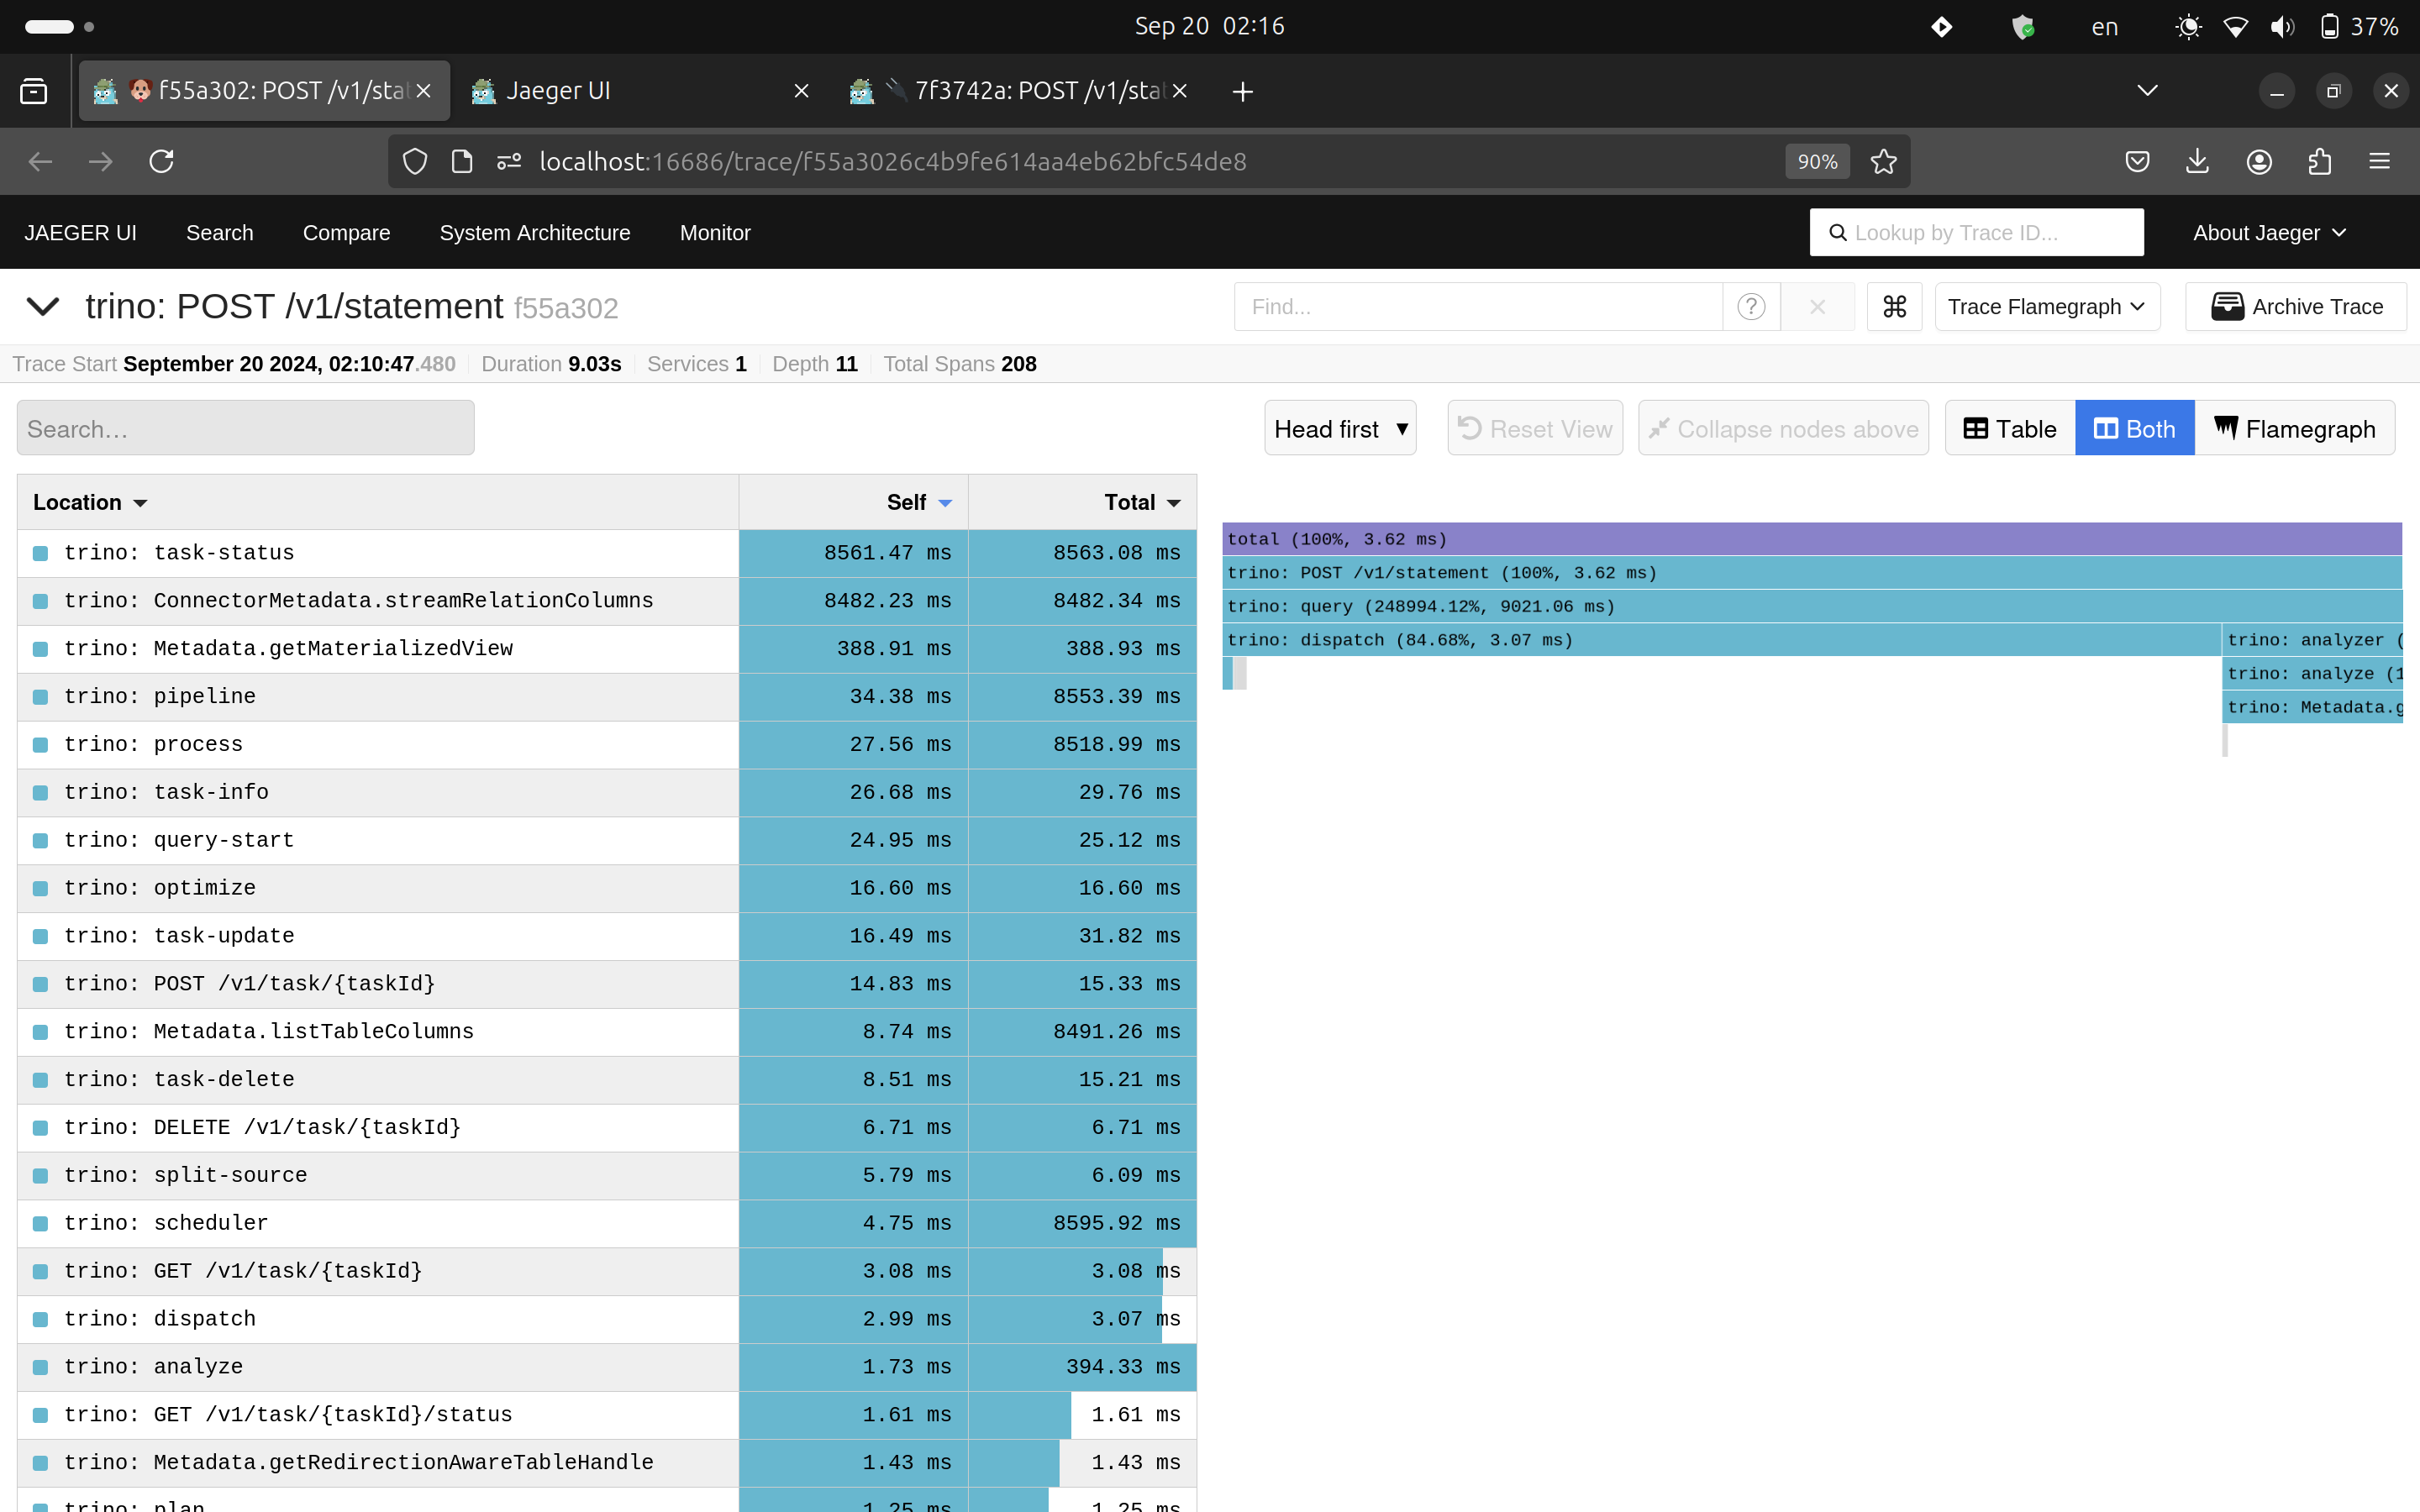 Sep 20 02:16
en
37%
f55a302: POST /v1/stat
Jaeger UI
7f3742a: POST /v1/stat
localhost:16686/trace/f55a3026c4b9fe614aa4eb62bfc54de8
90%
JAEGER UI
Search
Compare
System Architecture
Monitor
Lookup by Trace ID...
About Jaeger
trino: POST /v1/statement f55a302
Find...
Trace Flamegraph
Archive Trace
Trace Start September 20 2024, 02:10:47.480
Duration 9.03s
Services 1
Depth 11
Total Spans 208
Search…
Head first
Reset View
Collapse nodes above
Table
Both
Flamegraph
Location Self Total
trino: task-status 8561.47 ms 8563.08 ms
trino: ConnectorMetadata.streamRelationColumns 8482.23 ms 8482.34 ms
trino: Metadata.getMaterializedView 388.91 ms 388.93 ms
trino: pipeline 34.38 ms 8553.39 ms
trino: process 27.56 ms 8518.99 ms
trino: task-info 26.68 ms 29.76 ms
trino: query-start 24.95 ms 25.12 ms
trino: optimize 16.60 ms 16.60 ms
trino: task-update 16.49 ms 31.82 ms
trino: POST /v1/task/{taskId} 14.83 ms 15.33 ms
trino: Metadata.listTableColumns 8.74 ms 8491.26 ms
trino: task-delete 8.51 ms 15.21 ms
trino: DELETE /v1/task/{taskId} 6.71 ms 6.71 ms
trino: split-source 5.79 ms 6.09 ms
trino: scheduler 4.75 ms 8595.92 ms
trino: GET /v1/task/{taskId} 3.08 ms 3.08 ms
trino: dispatch 2.99 ms 3.07 ms
trino: analyze 1.73 ms 394.33 ms
trino: GET /v1/task/{taskId}/status 1.61 ms 1.61 ms
trino: Metadata.getRedirectionAwareTableHandle 1.43 ms 1.43 ms
trino: plan 1.25 ms 1.25 ms
total (100%, 3.62 ms)
trino: POST /v1/statement (100%, 3.62 ms)
trino: query (248994.12%, 9021.06 ms)
trino: dispatch (84.68%, 3.07 ms)
trino: analyzer (
trino: analyze (1
trino: Metadata.g